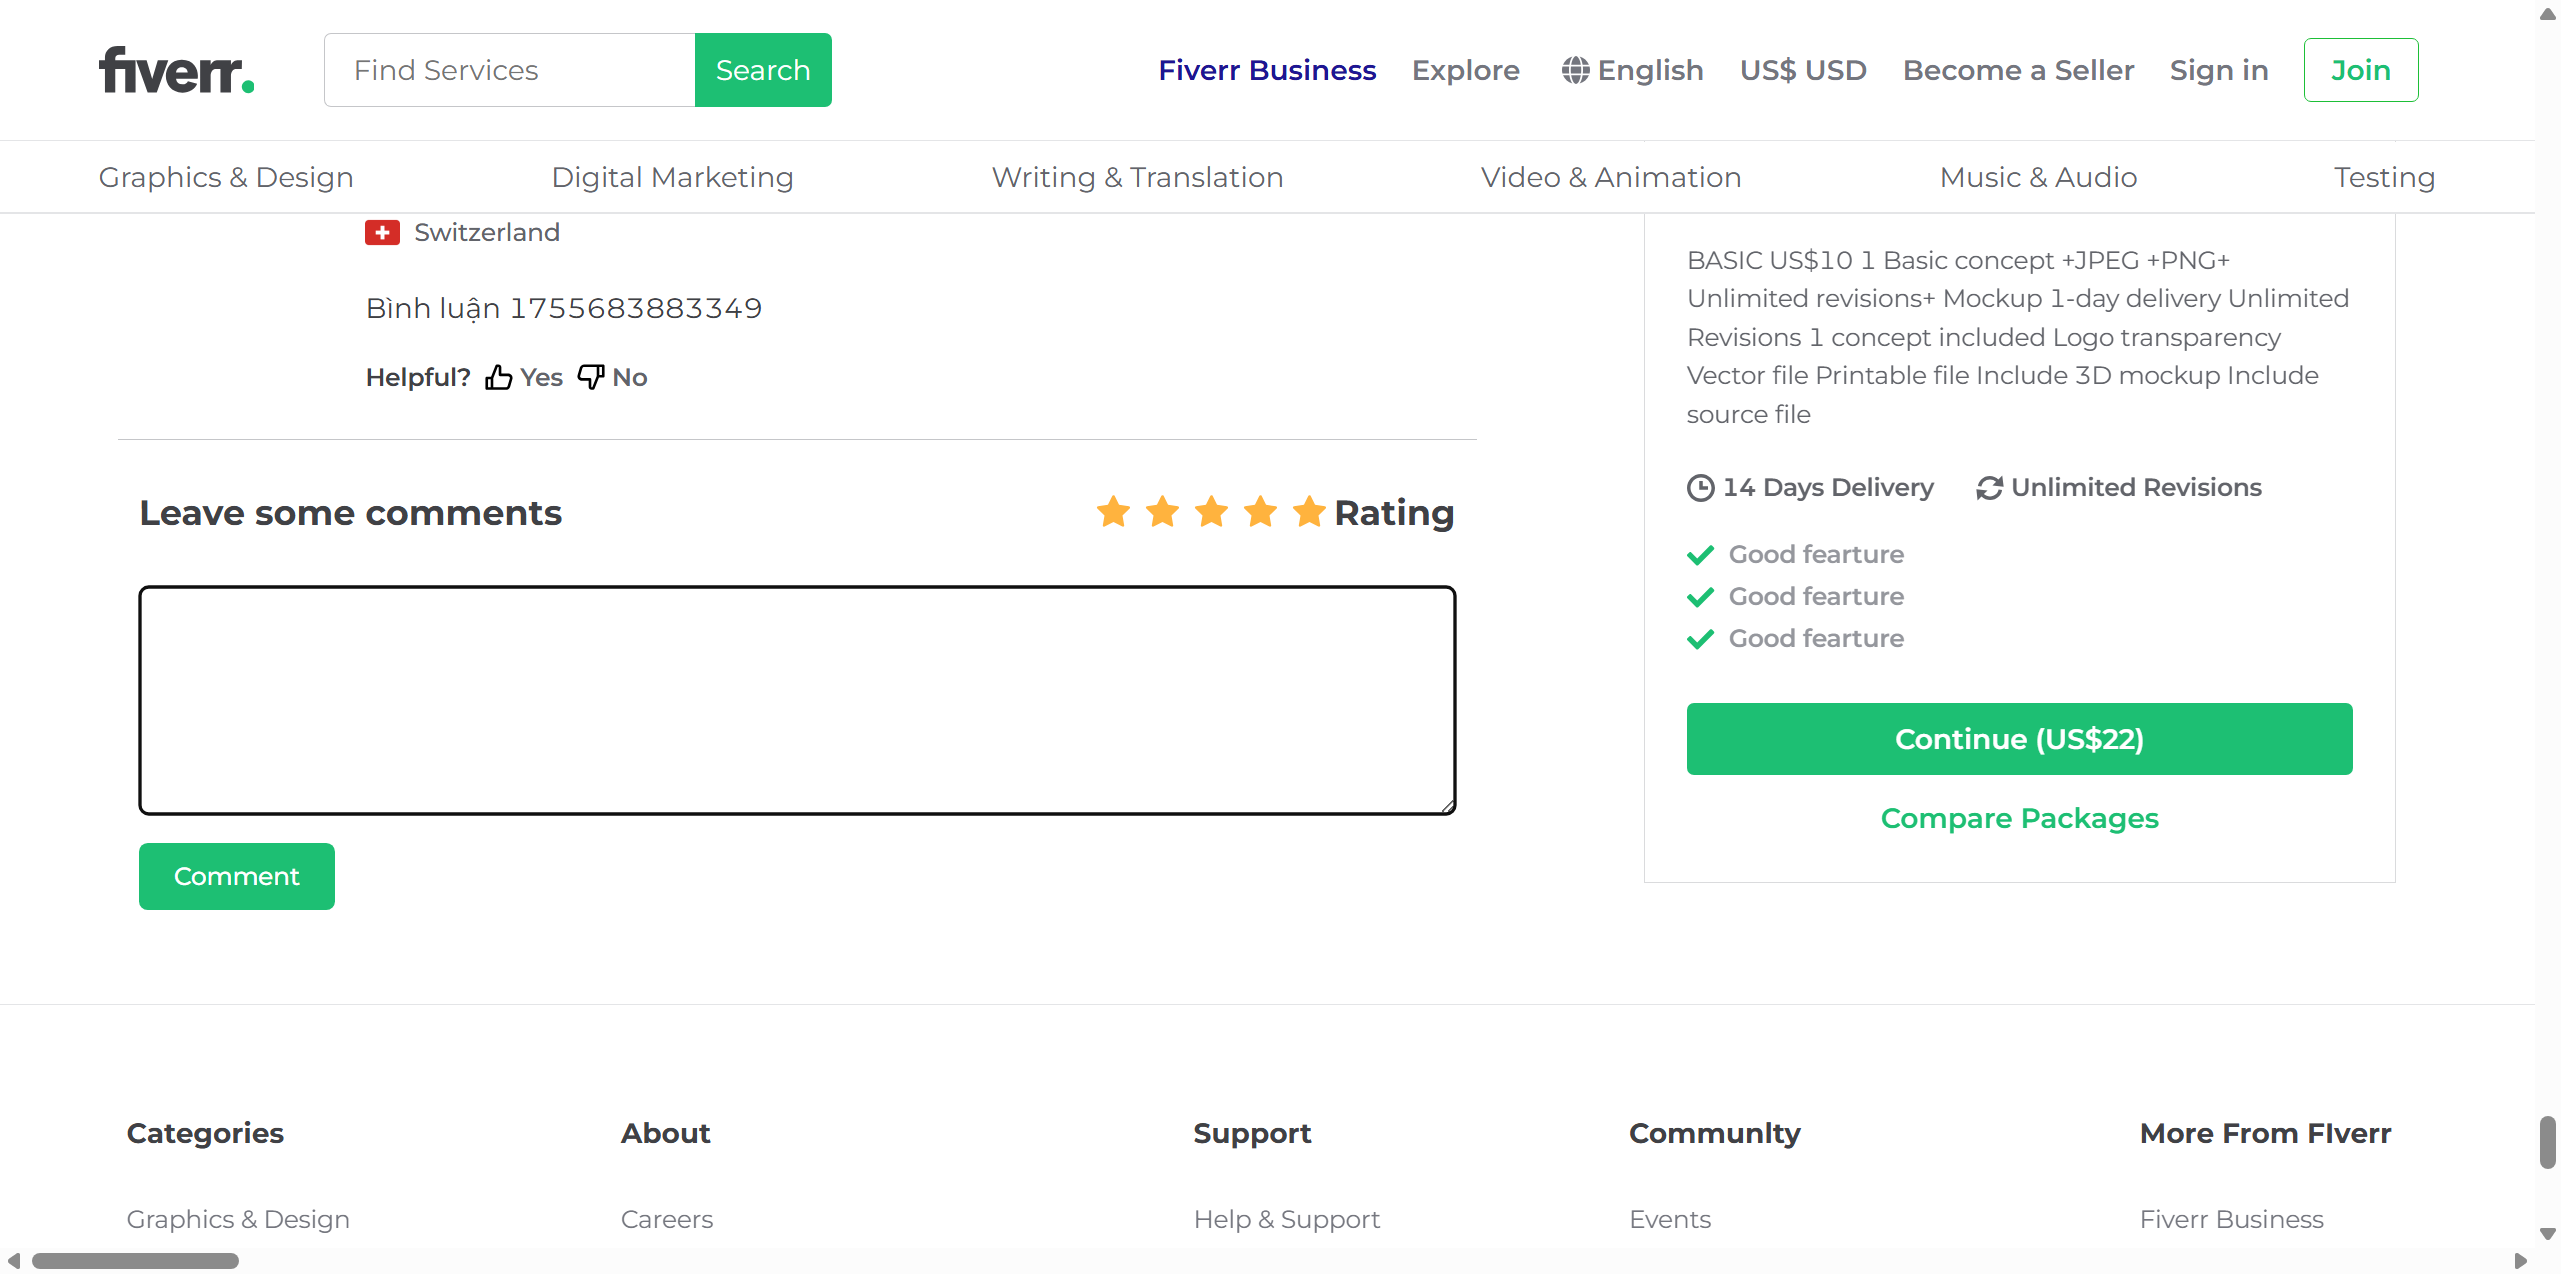 fiverr.
Find Services
Search
Fiverr Business
Explore
English
US$ USD
Become a Seller
Sign in
Join
Graphics & Design
Digital Marketing
Writing & Translation
Video & Animation
Music & Audio
Testing
Switzerland
Bình luận 1755683883349
Helpful? Yes No
Leave some comments
Rating
Comment
BASIC US$10 1 Basic concept +JPEG +PNG+
Unlimited revisions+ Mockup 1-day delivery Unlimited
Revisions 1 concept included Logo transparency
Vector file Printable file Include 3D mockup Include
source file
14 Days Delivery
Unlimited Revisions
Good fearture
Good fearture
Good fearture
Continue (US$22)
Compare Packages
Categories
About
Support
CommunIty
More From FIverr
Graphics & Design
Careers
Help & Support
Events
Fiverr Business